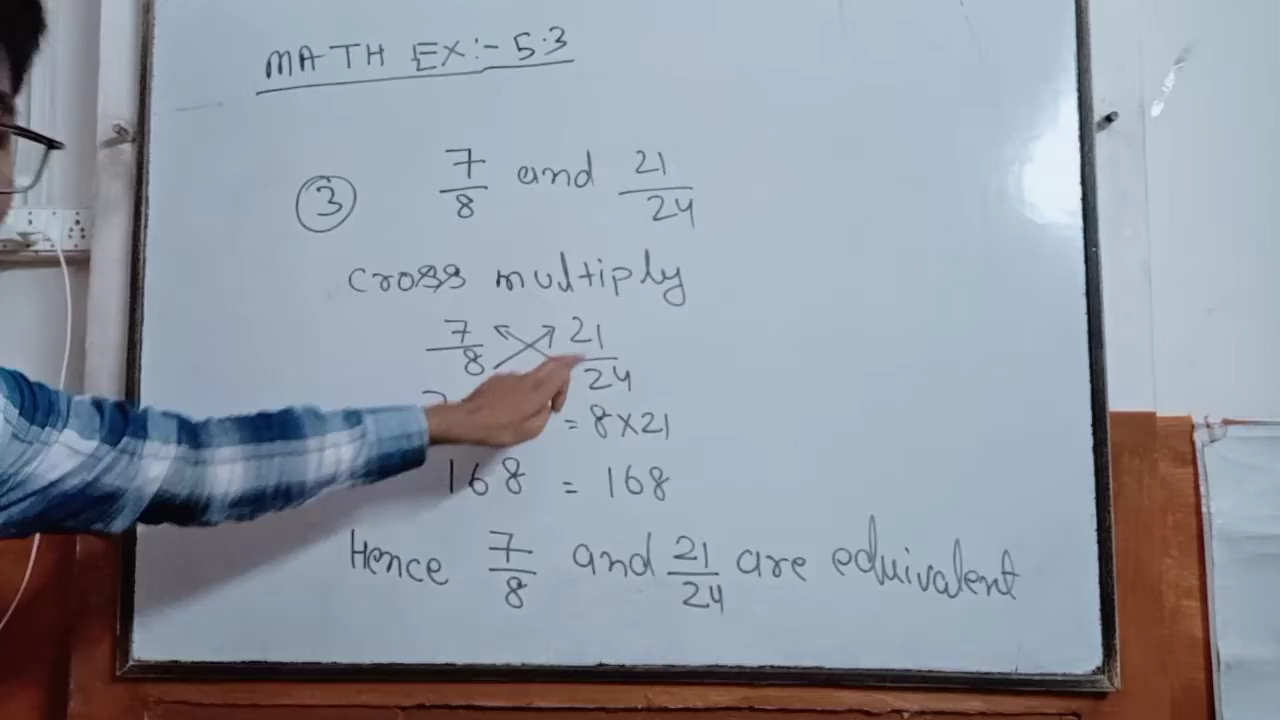 MATH EX:- 5.3
③ 7/8 and 21/24
cross multiply
7/8 21/24
= 8×21
168 = 168
Hence 7/8 and 21/24 are equivalent